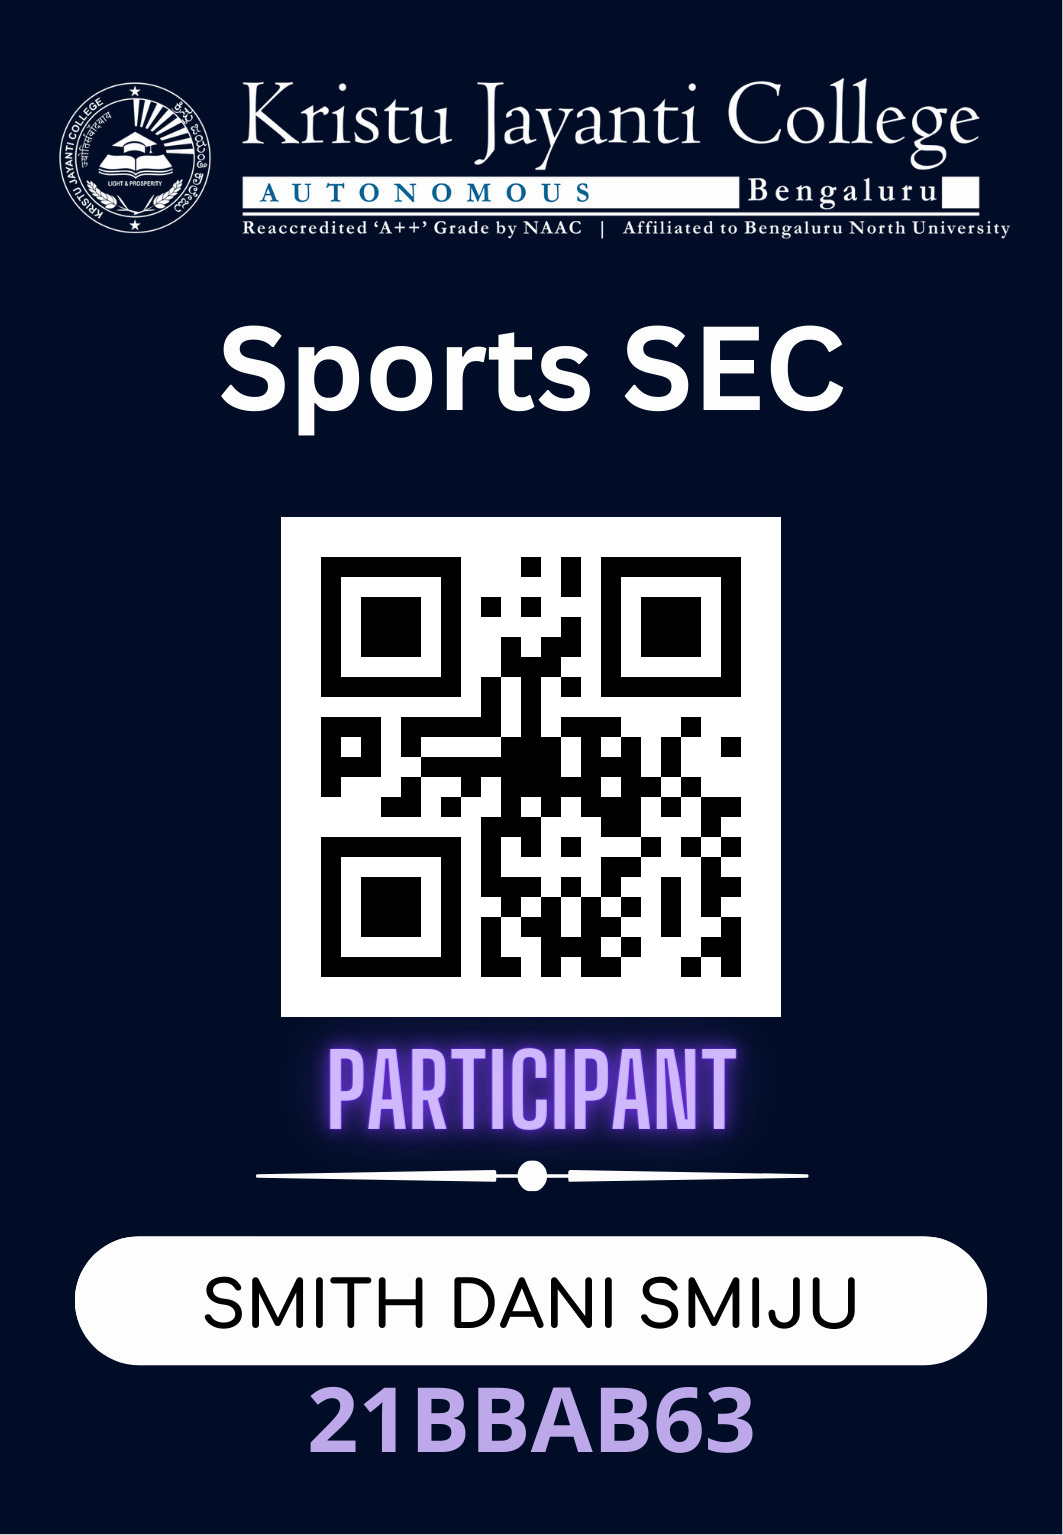 Kristu Jayanti College
AUTONOMOUS Bengaluru
Reaccredited ‘A++’ Grade by NAAC | Affiliated to Bengaluru North University
KRISTU JAYANTI COLLEGE
LIGHT & PROSPERITY
Sports SEC
PARTICIPANT
SMITH DANI SMIJU
21BBAB63